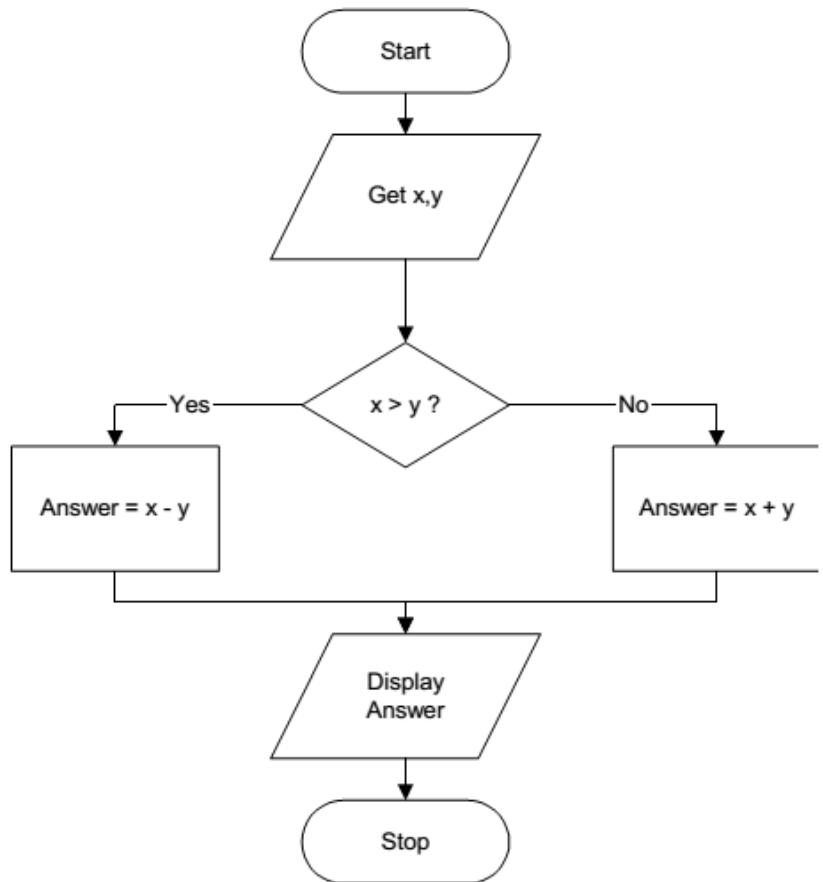 Start
Get x,y
x > y ?
Yes
No
Answer = x - y
Answer = x + y
Display
Answer
Stop